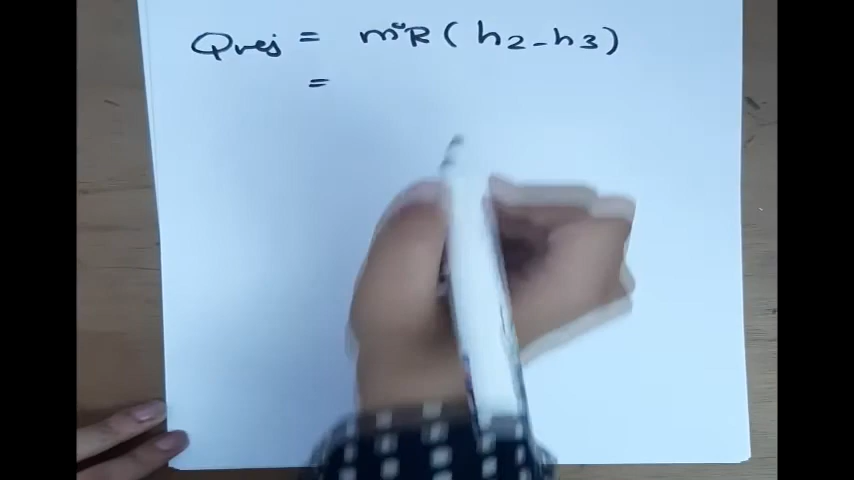 Qrej = m°R ( h2 - h3 )
=